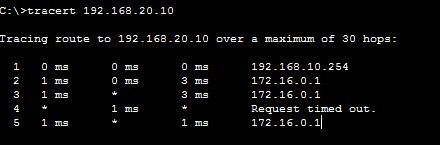 C:\>tracert 192.168.20.10
Tracing route to 192.168.20.10 over a maximum of 30 hops:
1 0 ms 0 ms 0 ms 192.168.10.254
2 1 ms 0 ms 3 ms 172.16.0.1
3 1 ms * 3 ms 172.16.0.1
4 * 1 ms * Request timed out.
5 1 ms * 1 ms 172.16.0.1